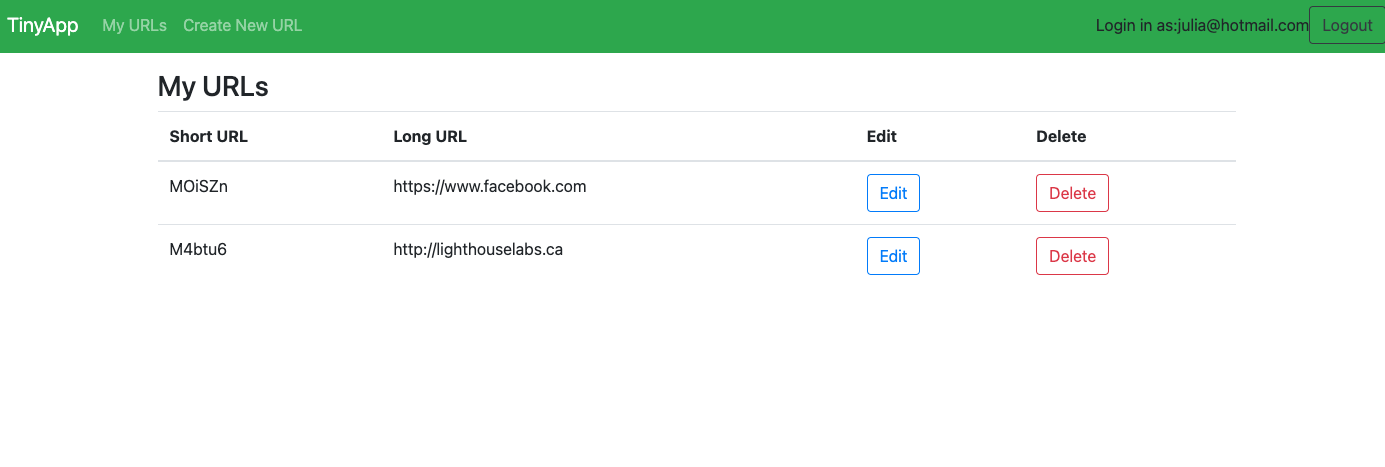 TinyApp My URLs Create New URL Login in as:julia@hotmail.com Logout
My URLs
Short URL Long URL Edit Delete
MOiSZn https://www.facebook.com Edit Delete
M4btu6 http://lighthouselabs.ca Edit Delete